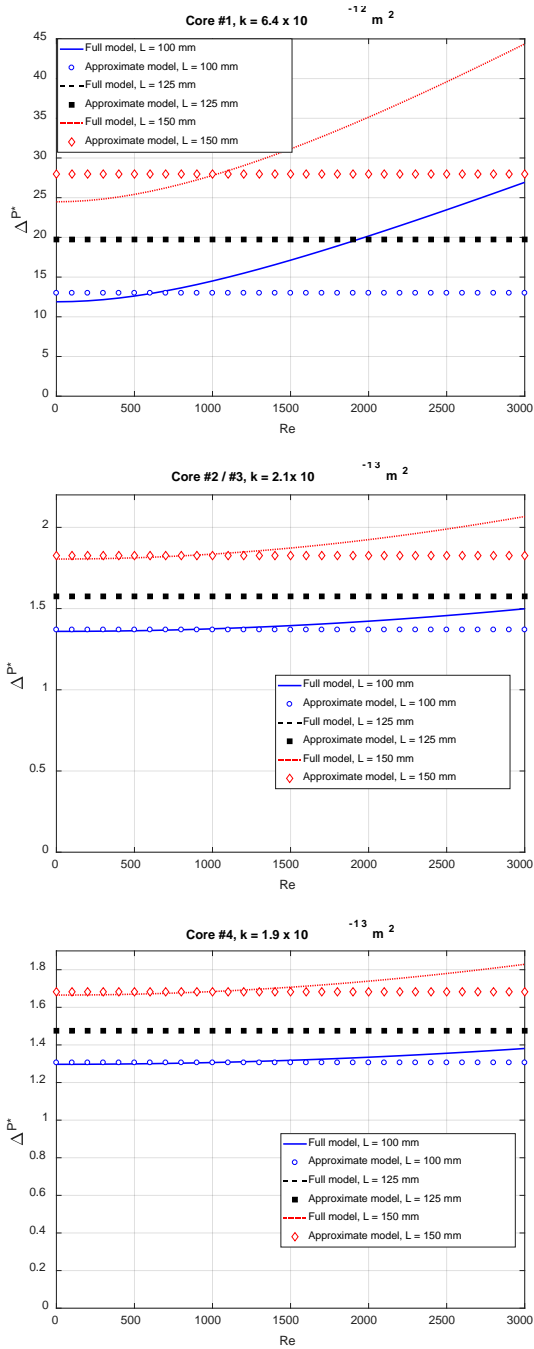 Core #1, k = 6.4 x 10 -12 m 2
45
40
35
30
25
20
15
10
5
0
Δ P*
Full model, L = 100 mm
Approximate model, L = 100 mm
Full model, L = 125 mm
Approximate model, L = 125 mm
Full model, L = 150 mm
Approximate model, L = 150 mm
0 500 1000 1500 2000 2500 3000
Re
Core #2 / #3, k = 2.1x 10 -13 m 2
2
1.5
1
0.5
0
Δ P*
Full model, L = 100 mm
Approximate model, L = 100 mm
Full model, L = 125 mm
Approximate model, L = 125 mm
Full model, L = 150 mm
Approximate model, L = 150 mm
0 500 1000 1500 2000 2500 3000
Re
Core #4, k = 1.9 x 10 -13 m 2
1.8
1.6
1.4
1.2
1
0.8
0.6
0.4
0.2
0
Δ P*
Full model, L = 100 mm
Approximate model, L = 100 mm
Full model, L = 125 mm
Approximate model, L = 125 mm
Full model, L = 150 mm
Approximate model, L = 150 mm
0 500 1000 1500 2000 2500 3000
Re